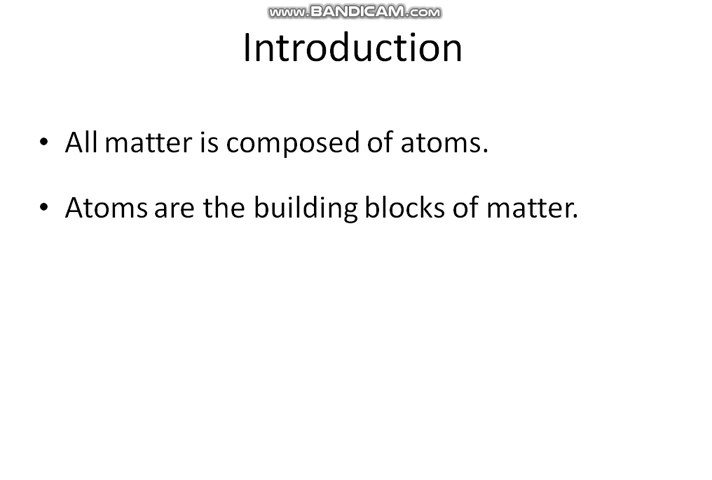 www.BANDICAM.com
Introduction
• All matter is composed of atoms.
• Atoms are the building blocks of matter.